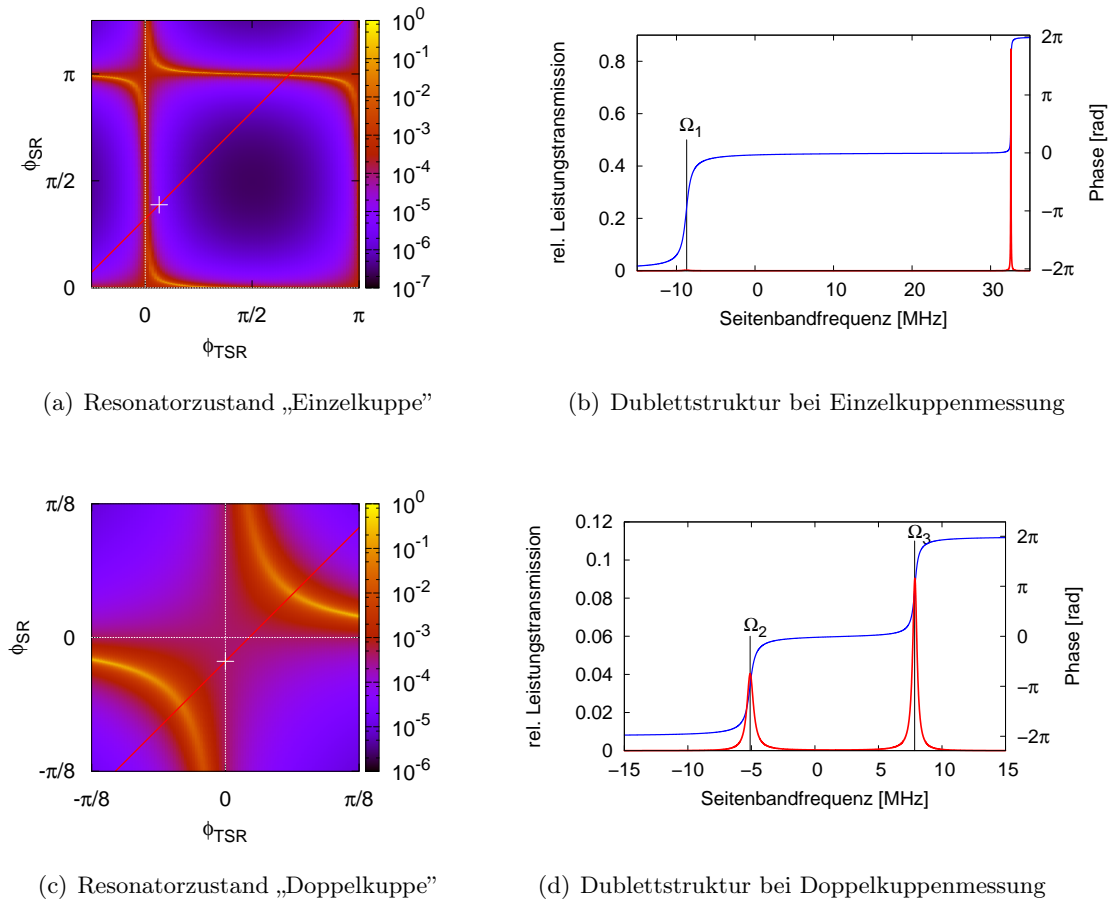 ϕSR
π
π/2
0
0
π/2
π
ϕTSR
10^0
10^-1
10^-2
10^-3
10^-4
10^-5
10^-6
10^-7
rel. Leistungstransmission
0.8
0.6
0.4
0.2
0
Ω1
2π
π
0
−π
−2π
Phase [rad]
−10
0
10
20
30
Seitenbandfrequenz [MHz]
(a) Resonatorzustand „Einzelkuppe”
(b) Dublettstruktur bei Einzelkuppenmessung
ϕSR
π/8
0
-π/8
-π/8
0
π/8
ϕTSR
10^0
10^-1
10^-2
10^-3
10^-4
10^-5
10^-6
rel. Leistungstransmission
0.12
0.1
0.08
0.06
0.04
0.02
0
Ω2
Ω3
2π
π
0
−π
−2π
Phase [rad]
−15
−10
−5
0
5
10
15
Seitenbandfrequenz [MHz]
(c) Resonatorzustand „Doppelkuppe”
(d) Dublettstruktur bei Doppelkuppenmessung